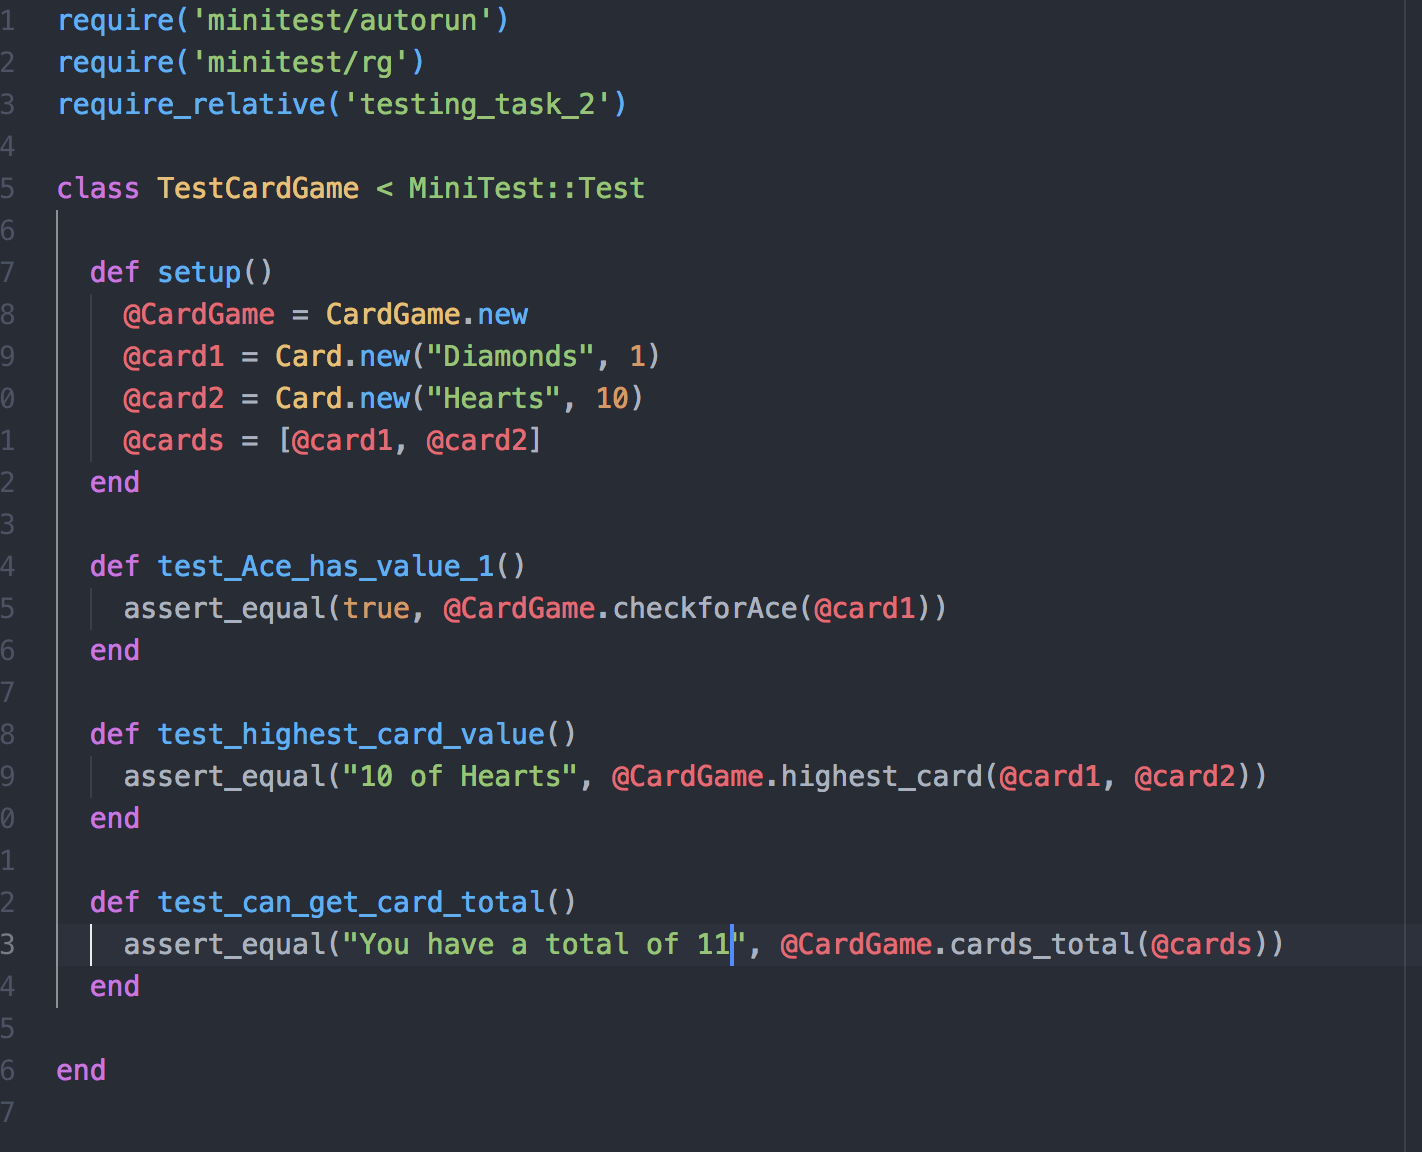 1 require('minitest/autorun')
2 require('minitest/rg')
3 require_relative('testing_task_2')
4
5 class TestCardGame < MiniTest::Test
6
7   def setup()
8     @CardGame = CardGame.new
9     @card1 = Card.new("Diamonds", 1)
0     @card2 = Card.new("Hearts", 10)
1     @cards = [@card1, @card2]
2   end
3
4   def test_Ace_has_value_1()
5     assert_equal(true, @CardGame.checkforAce(@card1))
6   end
7
8   def test_highest_card_value()
9     assert_equal("10 of Hearts", @CardGame.highest_card(@card1, @card2))
0   end
1
2   def test_can_get_card_total()
3     assert_equal("You have a total of 11", @CardGame.cards_total(@cards))
4   end
5
6 end
7